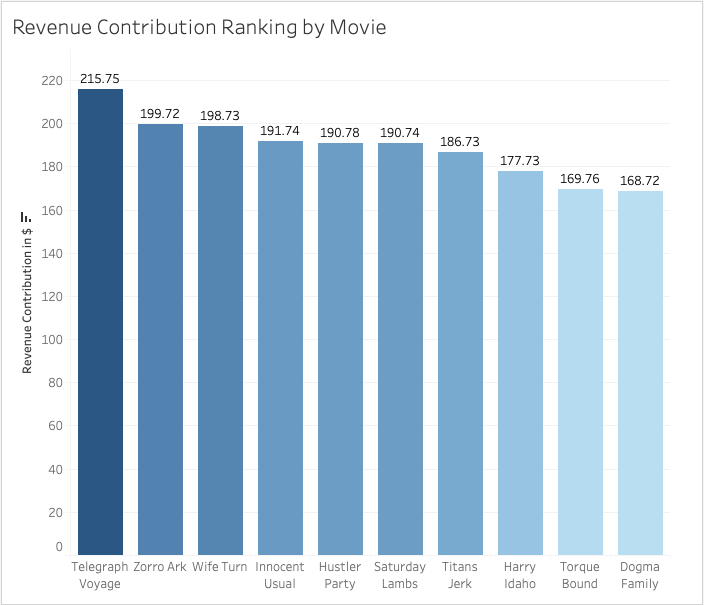 Revenue Contribution Ranking by Movie
Revenue Contribution in $
220
200
180
160
140
120
100
80
60
40
20
0
215.75
199.72
198.73
191.74
190.78
190.74
186.73
177.73
169.76
168.72
Telegraph
Voyage
Zorro Ark
Wife Turn
Innocent
Usual
Hustler
Party
Saturday
Lambs
Titans
Jerk
Harry
Idaho
Torque
Bound
Dogma
Family